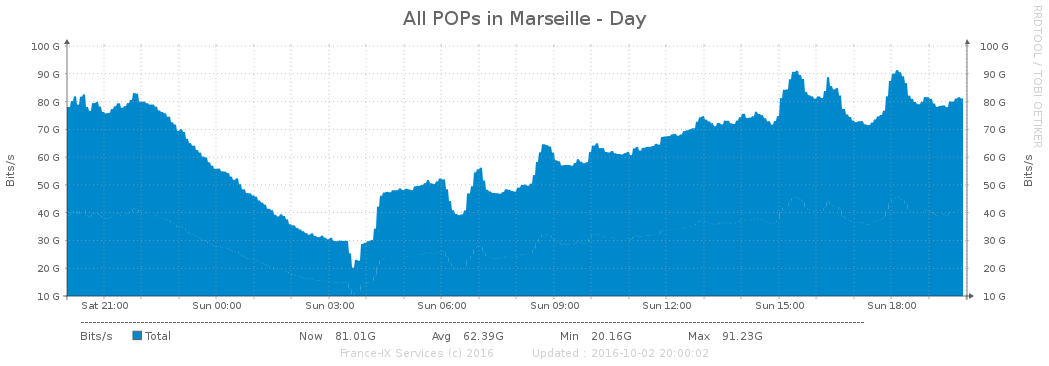 All POPs in Marseille - Day
RRDTOOL / TOBI OETIKER
Bits/s
100 G 100 G
90 G 90 G
80 G 80 G
70 G 70 G
60 G 60 G
50 G 50 G
40 G 40 G
30 G 30 G
20 G 20 G
10 G 10 G
Bits/s
Sat 21:00 Sun 00:00 Sun 03:00 Sun 06:00 Sun 09:00 Sun 12:00 Sun 15:00 Sun 18:00
Bits/s Total Now 81.01G Avg 62.39G Min 20.16G Max 91.23G
France-IX Services (c) 2016 Updated : 2016-10-02 20:00:02